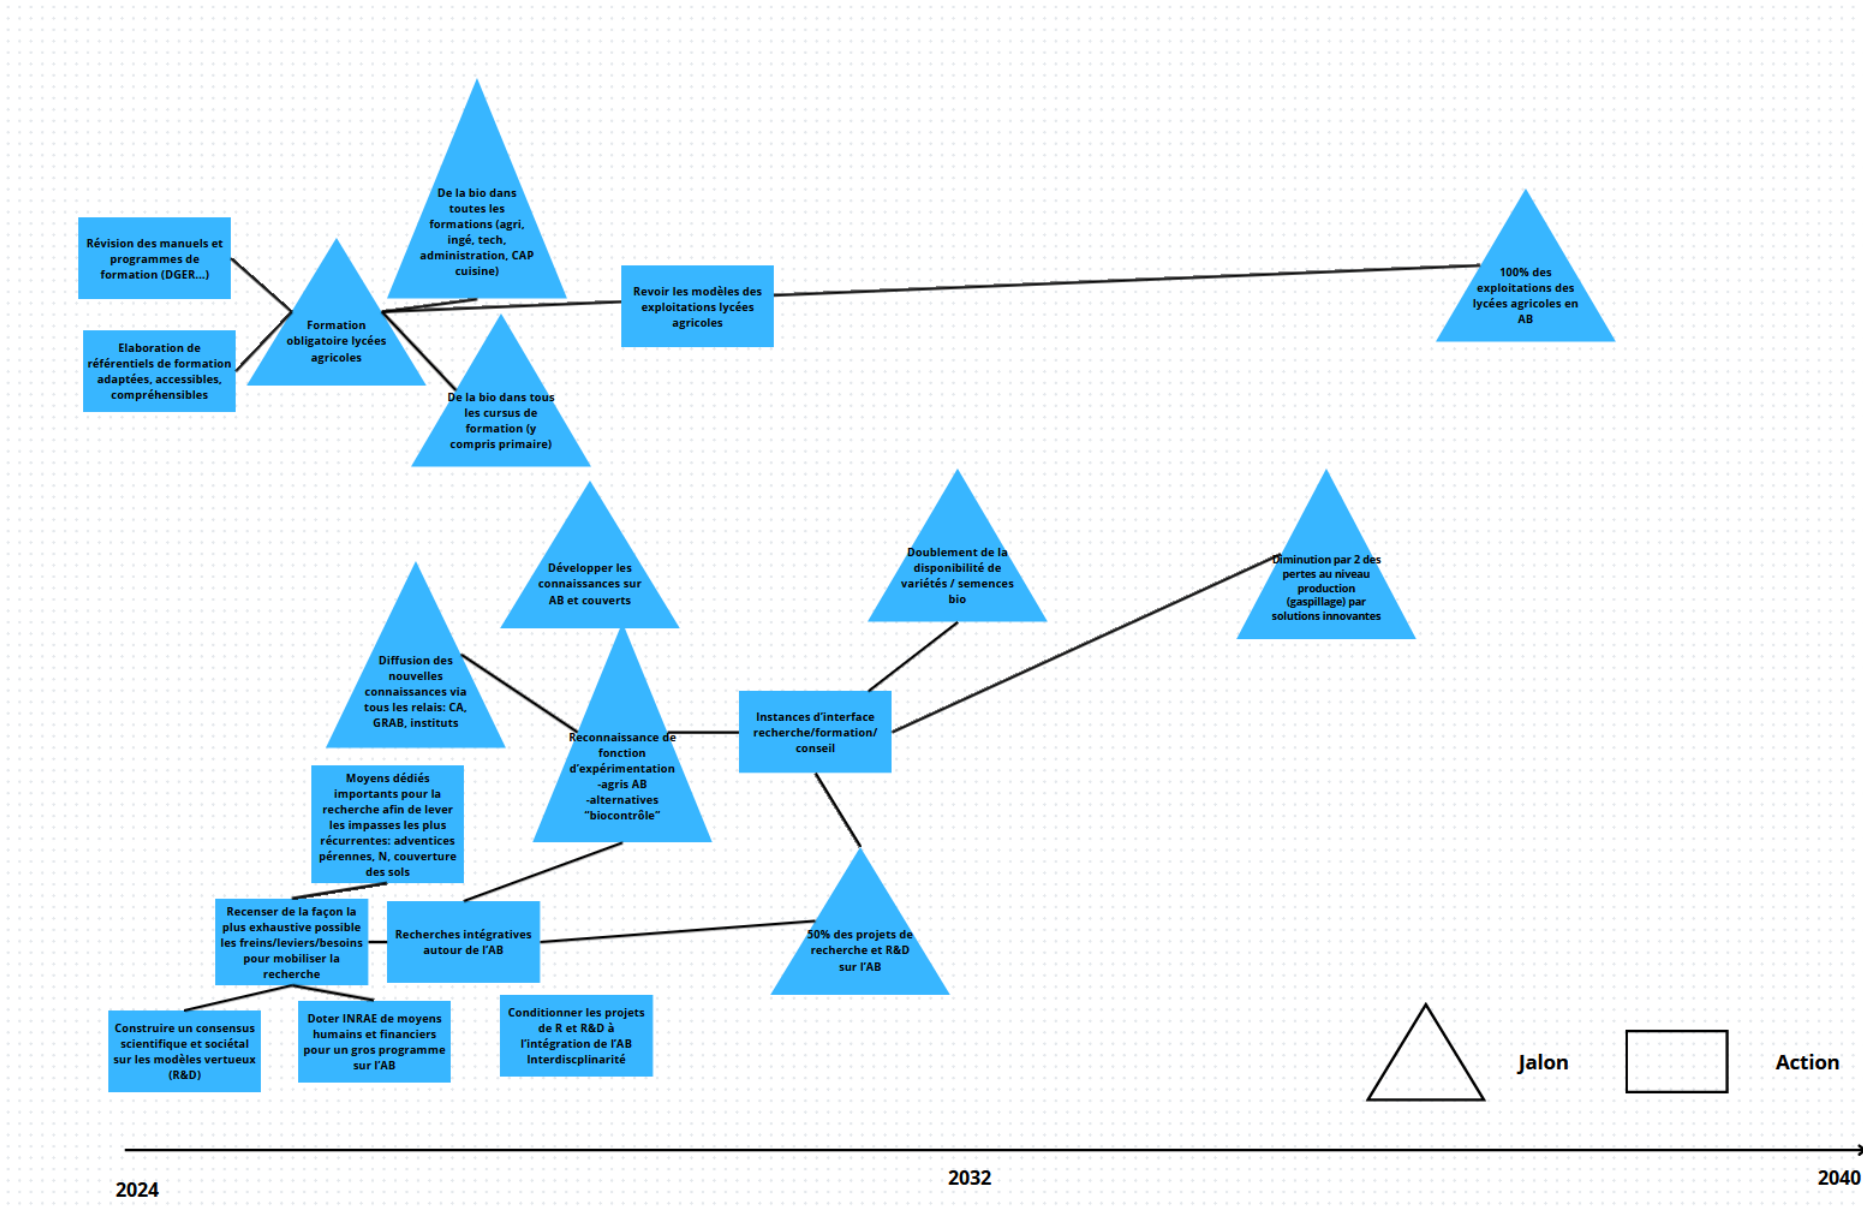 De la bio dans
toutes les
formations (agri,
ingé, tech,
administration, CAP
cuisine)
Révision des manuels et
programmes de
formation (DGER...)
Elaboration de
référentiels de formation
adaptées, accessibles,
compréhensibles
Formation
obligatoire lycées
agricoles
Revoir les modèles des
exploitations lycées
agricoles
100% des
exploitations des
lycées agricoles en
AB
De la bio dans tous
les cursus de
formation (y
compris primaire)
Développer les
connaissances sur
AB et couverts
Doublement de la
disponibilité de
variétés / semences
bio
Diminution par 2 des
pertes au niveau
production
(gaspillage) par
solutions innovantes
Diffusion des
nouvelles
connaissances via
tous les relais: CA,
GRAB, instituts
Reconnaissance de
fonction
d'expérimentation
-agris AB
-alternatives
"biocontrôle"
Instances d'interface
recherche/formation/
conseil
Moyens dédiés
importants pour la
recherche afin de lever
les impasses les plus
récurrentes: adventices
pérennes, N, couverture
des sols
Recenser de la façon la
plus exhaustive possible
les freins/leviers/besoins
pour mobiliser la
recherche
Recherches intégratives
autour de l'AB
50% des projets de
recherche et R&D
sur l'AB
Construire un consensus
scientifique et sociétal
sur les modèles vertueux
(R&D)
Doter INRAE de moyens
humains et financiers
pour un gros programme
sur l'AB
Conditionner les projets
de R et R&D à
l'intégration de l'AB
Interdiscplinarité
Jalon
Action
2024
2032
2040